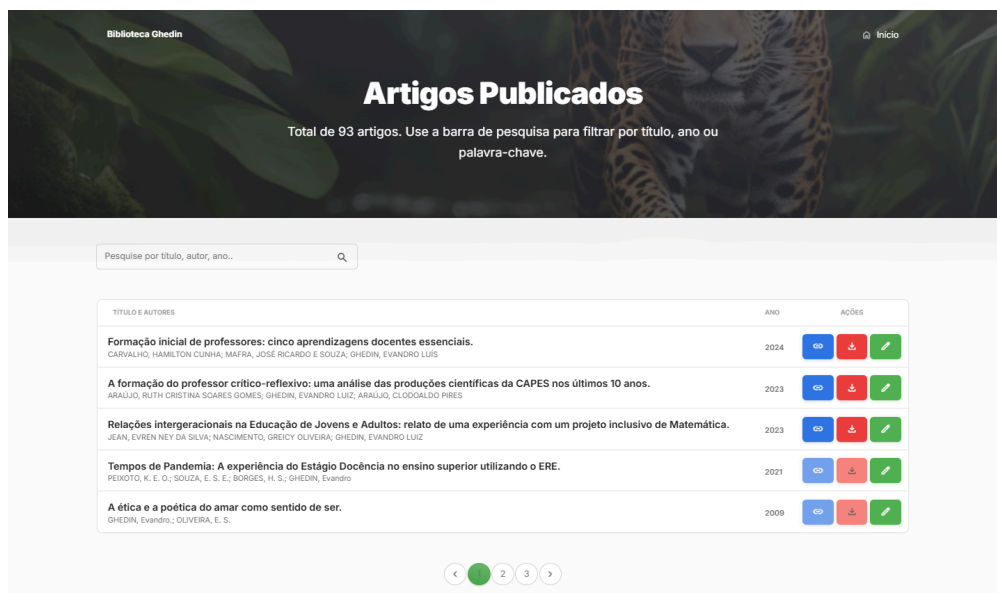 Biblioteca Ghedin
Início
Artigos Publicados
Total de 93 artigos. Use a barra de pesquisa para filtrar por título, ano ou
palavra-chave.
Pesquise por título, autor, ano..
TÍTULO E AUTORES
ANO
AÇÕES
Formação inicial de professores: cinco aprendizagens docentes essenciais.
CARVALHO, HAMILTON CUNHA; MAFRA, JOSÉ RICARDO E SOUZA; GHEDIN, EVANDRO LUÍS
2024
A formação do professor crítico-reflexivo: uma análise das produções científicas da CAPES nos últimos 10 anos.
ARAÚJO, RUTH CRISTINA SOARES GOMES; GHEDIN, EVANDRO LUIZ; ARAÚJO, CLODOALDO PIRES
2023
Relações intergeracionais na Educação de Jovens e Adultos: relato de uma experiência com um projeto inclusivo de Matemática.
JEAN, EVREN NEY DA SILVA; NASCIMENTO, GREICY OLIVEIRA; GHEDIN, EVANDRO LUIZ
2023
Tempos de Pandemia: A experiência do Estágio Docência no ensino superior utilizando o ERE.
PEIXOTO, K. E. O.; SOUZA, E. S. E.; BORGES, H. S.; GHEDIN, Evandro
2021
A ética e a poética do amar como sentido de ser.
GHEDIN, Evandro.; OLIVEIRA, E. S.
2009
1 2 3